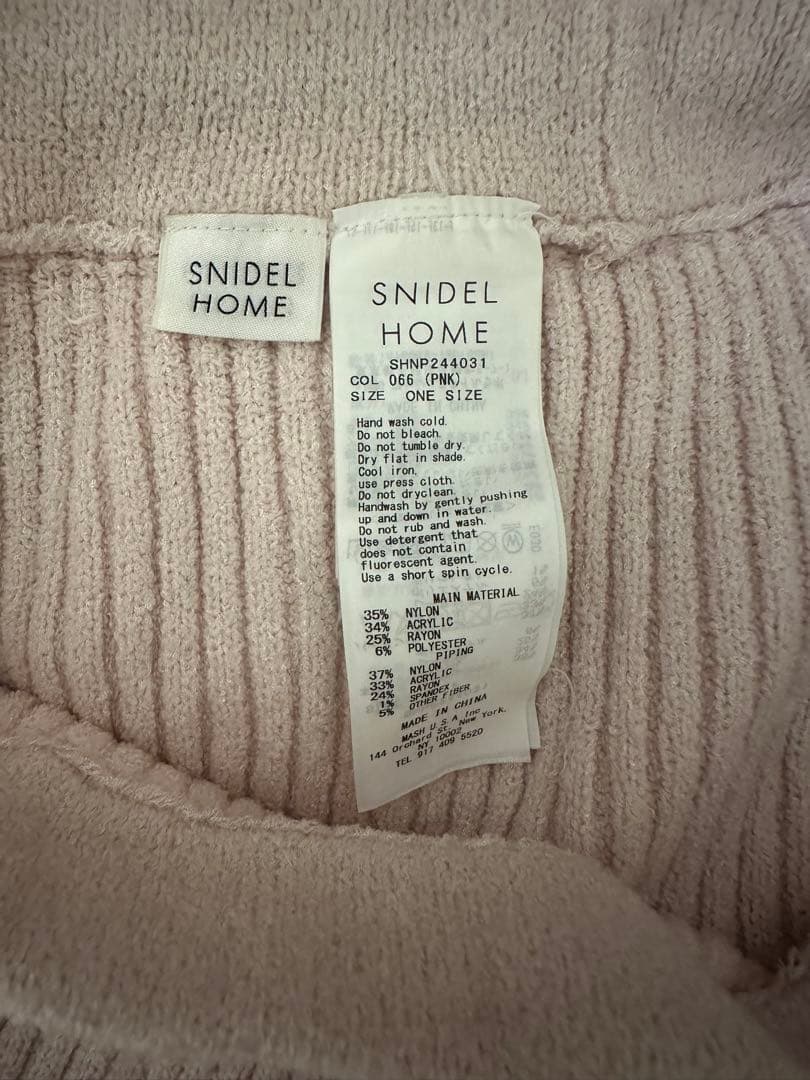 SNIDEL
HOME
SNIDEL
HOME
SHNP244031
COL 066 (PNK)
SIZE ONE SIZE
Hand wash cold.
Do not bleach.
Do not tumble dry.
Dry flat in shade.
Cool iron,
use press cloth.
Do not dryclean.
Handwash by gently pushing
up and down in water.
Do not rub and wash.
Use detergent that
does not contain
fluorescent agent.
Use a short spin cycle.
MAIN MATERIAL
35% NYLON
34% ACRYLIC
25% RAYON
6% POLYESTER
PIPING
37% NYLON
33% ACRYLIC
24% RAYON
1% SPANDEX
5% OTHER FIBER
MADE IN CHINA
MASH U.S.A. Inc
144 Orchard St. New York.
NY 10002
TEL 917 409 5520